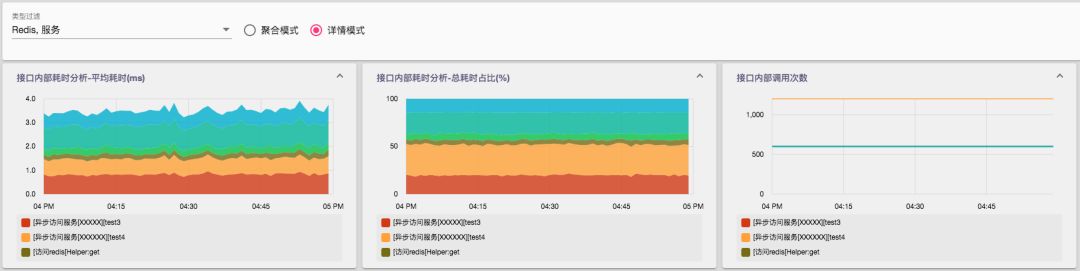 类型过滤
Redis, 服务
聚合模式
详情模式
接口内部耗时分析-平均耗时(ms)
4.0
3.0
2.0
1.0
0.0
04 PM
04:15
04:30
04:45
05 PM
[异步访问服务[XXXXX]]test3
[异步访问服务[XXXXXX]]test4
[访问redis]Helper:get
接口内部耗时分析-总耗时占比(%)
100
50
0
04 PM
04:15
04:30
04:45
05 PM
[异步访问服务[XXXXX]]test3
[异步访问服务[XXXXXX]]test4
[访问redis]Helper:get
接口内部调用次数
1,000
500
0
04 PM
04:15
04:30
04:45
[异步访问服务[XXXXX]]test3
[异步访问服务[XXXXXX]]test4
[访问redis]Helper:get